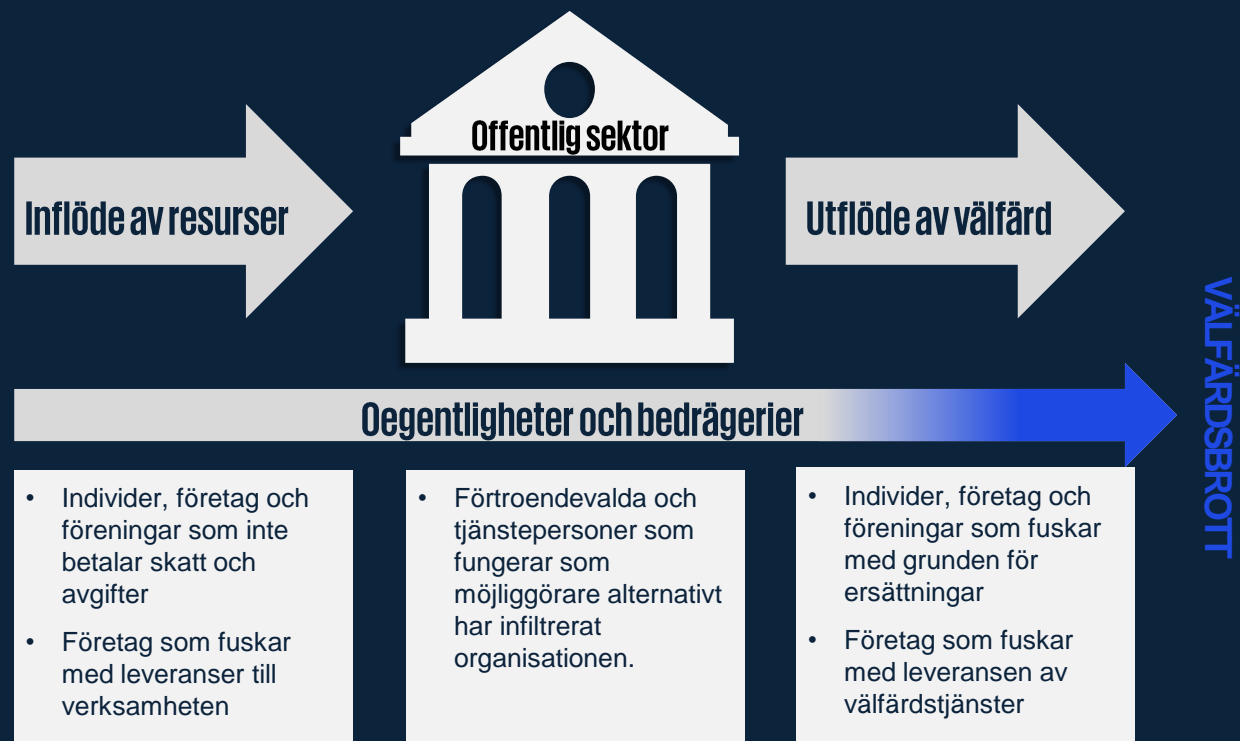 Offentlig sektor
Inflöde av resurser
Utflöde av välfärd
VÄLFÄRDSBROTT
Oegentligheter och bedrägerier
• Individer, företag och
föreningar som inte
betalar skatt och
avgifter
• Företag som fuskar
med leveranser till
verksamheten
• Förtroendevalda och
tjänstepersoner som
fungerar som
möjliggörare alternativt
har infiltrerat
organisationen.
• Individer, företag och
föreningar som fuskar
med grunden för
ersättningar
• Företag som fuskar
med leveransen av
välfärdstjänster